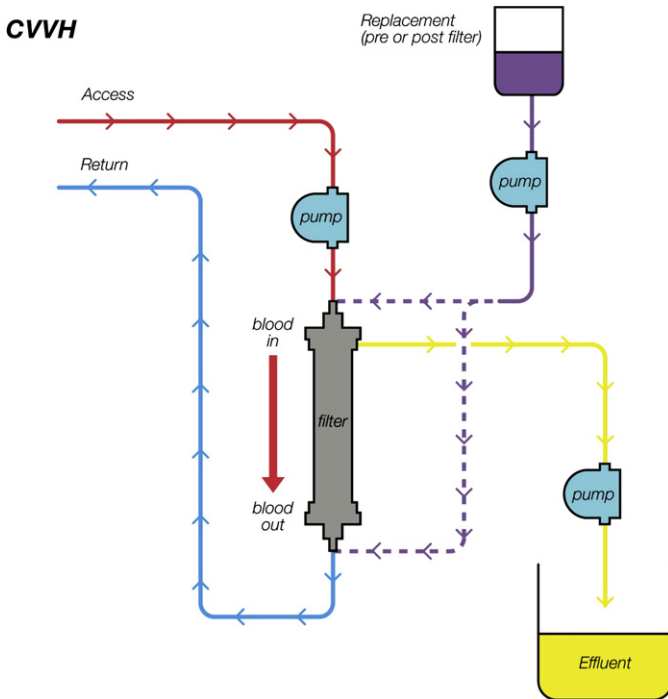 CVVH
Replacement
(pre or post filter)
Access
Return
pump
pump
blood
in
filter
blood
out
pump
Effluent